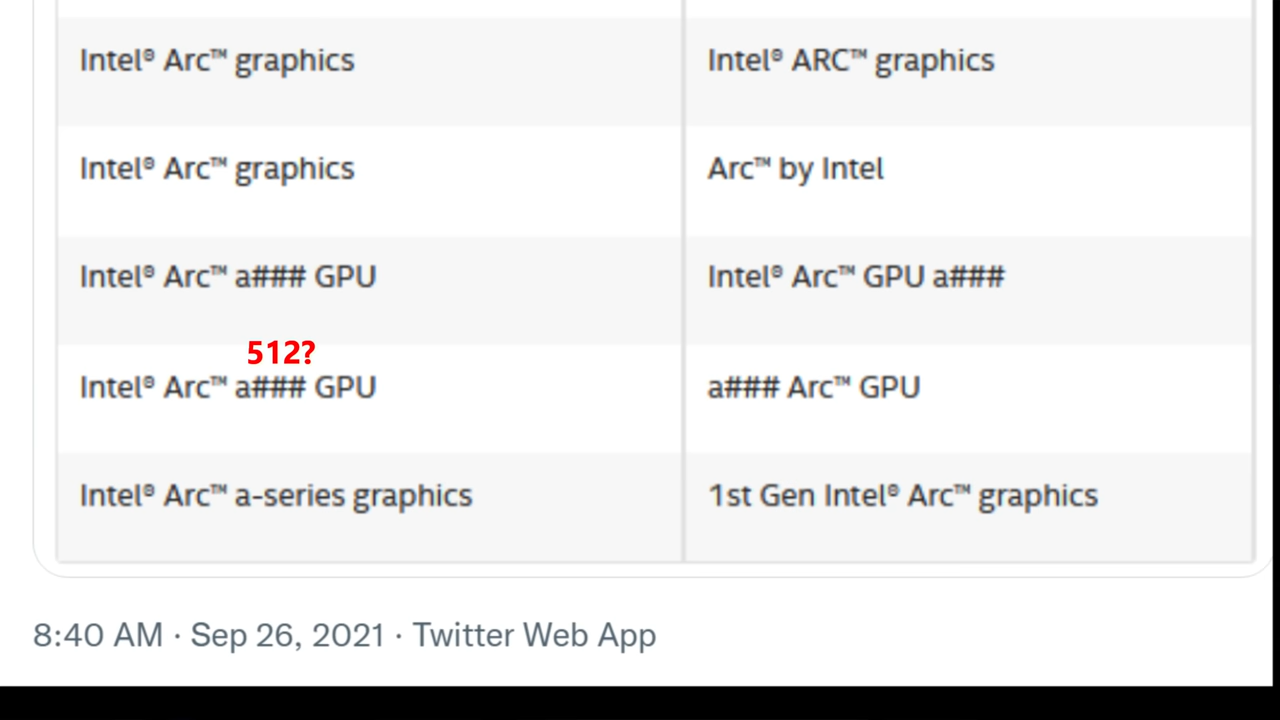 Intel® Arc™ graphics
Intel® ARC™ graphics
Intel® Arc™ graphics
Arc™ by Intel
Intel® Arc™ a### GPU
Intel® Arc™ GPU a###
512?
Intel® Arc™ a### GPU
a### Arc™ GPU
Intel® Arc™ a-series graphics
1st Gen Intel® Arc™ graphics
8:40 AM · Sep 26, 2021 · Twitter Web App